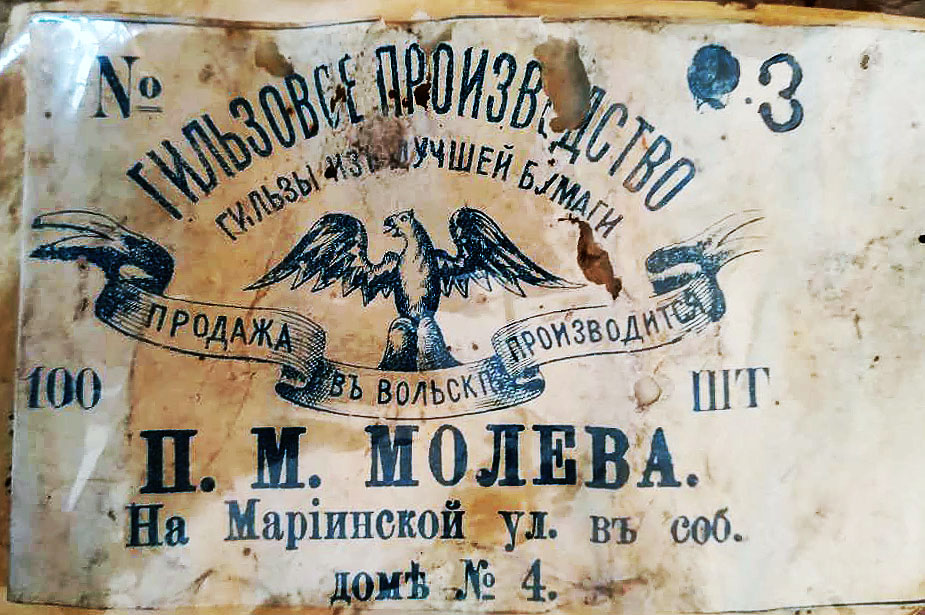 № 3
ГИЛЬЗОВОЕ ПРОИЗВОДСТВО
ГИЛЬЗЫ ИЗЪ ЛУЧШЕЙ БУМАГИ
ПРОДАЖА ПРОИЗВОДИТСЯ
ВЪ ВОЛЬСКѢ
100 ШТ
П. М. МОЛЕВА.
На Маріинской ул. въ соб.
домѣ № 4.